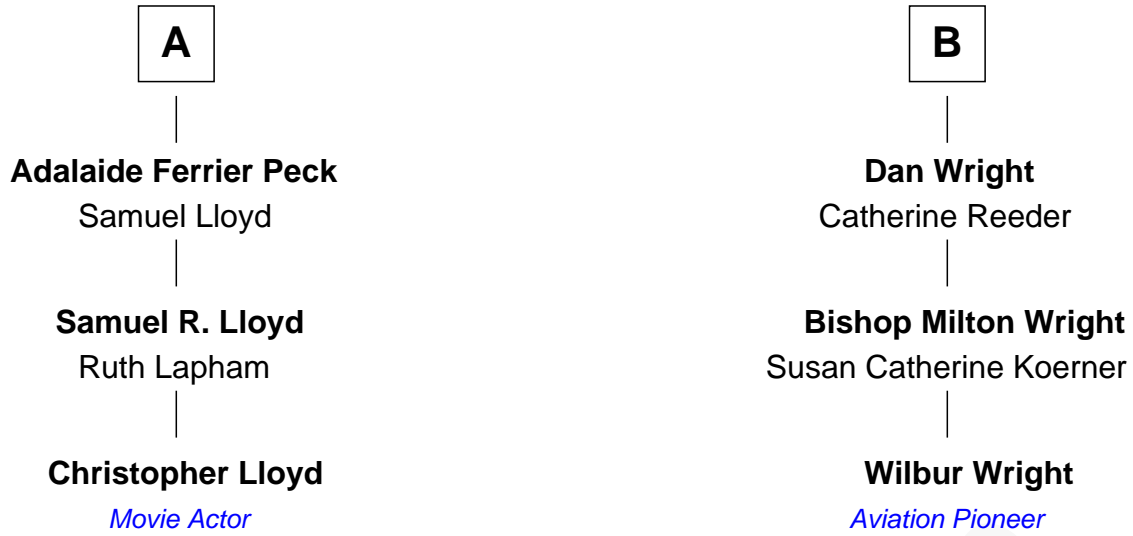 A
Adalaide Ferrier Peck
Samuel Lloyd
Samuel R. Lloyd
Ruth Lapham
Christopher Lloyd
Movie Actor
B
Dan Wright
Catherine Reeder
Bishop Milton Wright
Susan Catherine Koerner
Wilbur Wright
Aviation Pioneer